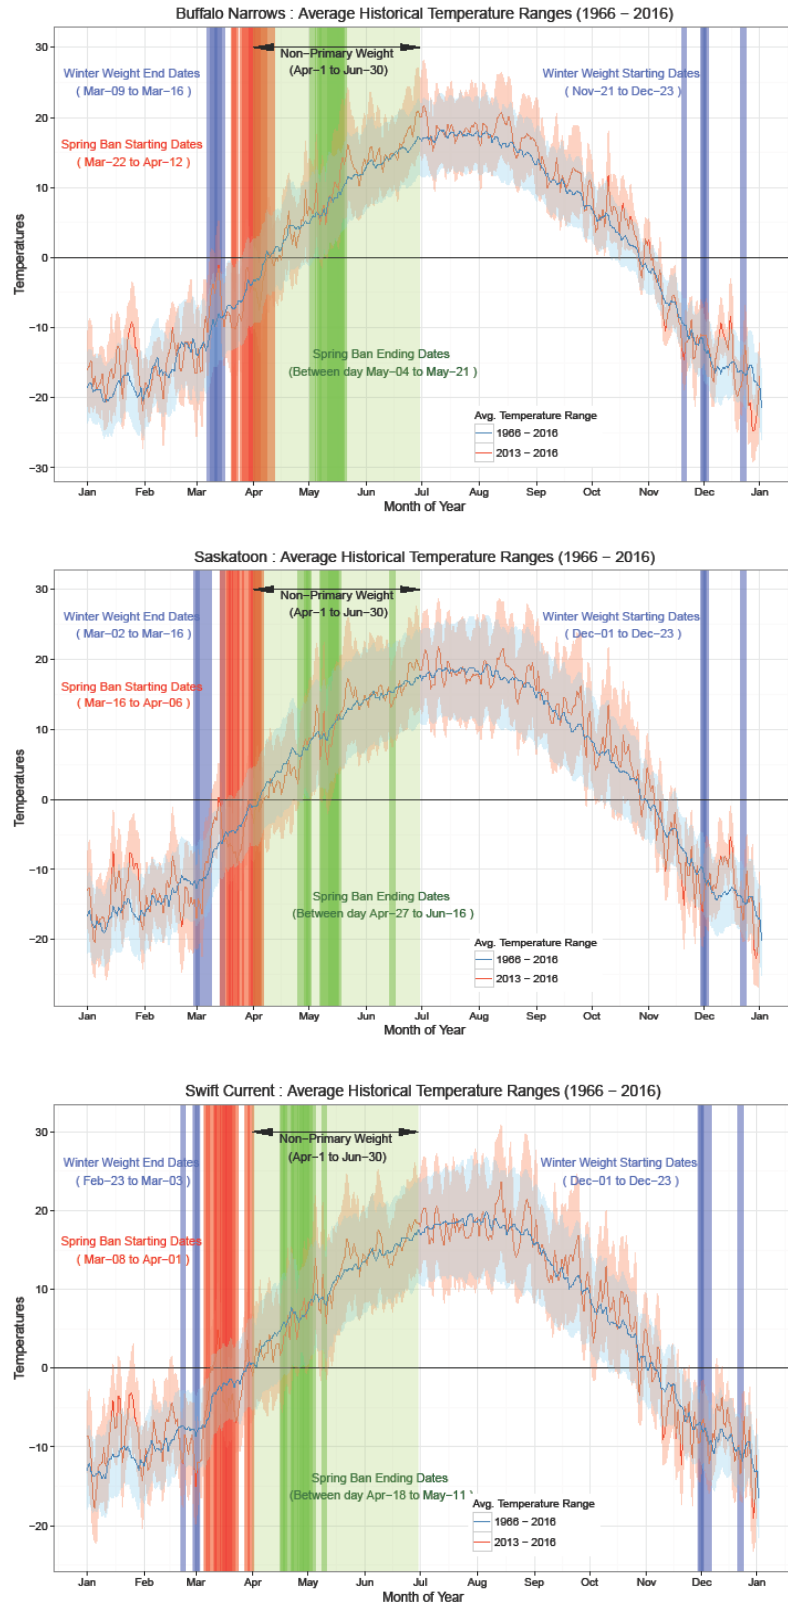 Buffalo Narrows : Average Historical Temperature Ranges (1966 − 2016)
30
20
10
0
−10
−20
−30
Temperatures
Winter Weight End Dates
( Mar−09 to Mar−16 )
Spring Ban Starting Dates
( Mar−22 to Apr−12 )
Non−Primary Weight
(Apr−1 to Jun−30)
Winter Weight Starting Dates
( Nov−21 to Dec−23 )
Spring Ban Ending Dates
(Between day May−04 to May−21 )
Avg. Temperature Range
1966 − 2016
2013 − 2016
Jan Feb Mar Apr May Jun Jul Aug Sep Oct Nov Dec Jan
Month of Year
Saskatoon : Average Historical Temperature Ranges (1966 − 2016)
30
20
10
0
−10
−20
Temperatures
Winter Weight End Dates
( Mar−02 to Mar−16 )
Spring Ban Starting Dates
( Mar−16 to Apr−06 )
Non−Primary Weight
(Apr−1 to Jun−30)
Winter Weight Starting Dates
( Dec−01 to Dec−23 )
Spring Ban Ending Dates
(Between day Apr−27 to Jun−16 )
Avg. Temperature Range
1966 − 2016
2013 − 2016
Jan Feb Mar Apr May Jun Jul Aug Sep Oct Nov Dec Jan
Month of Year
Swift Current : Average Historical Temperature Ranges (1966 − 2016)
30
20
10
0
−10
−20
Temperatures
Winter Weight End Dates
( Feb−23 to Mar−03 )
Spring Ban Starting Dates
( Mar−08 to Apr−01 )
Non−Primary Weight
(Apr−1 to Jun−30)
Winter Weight Starting Dates
( Dec−01 to Dec−23 )
Spring Ban Ending Dates
(Between day Apr−18 to May−11 )
Avg. Temperature Range
1966 − 2016
2013 − 2016
Jan Feb Mar Apr May Jun Jul Aug Sep Oct Nov Dec Jan
Month of Year